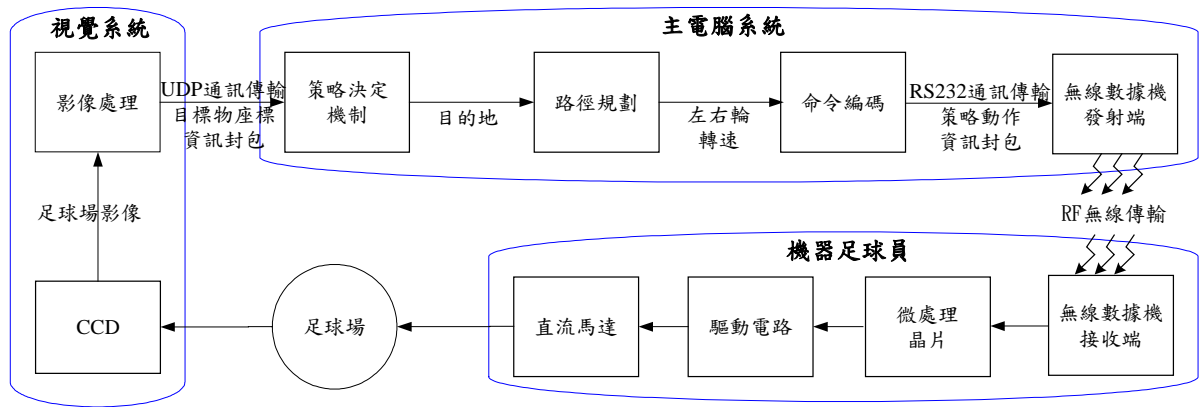 視覺系統
主電腦系統
影像處理
UDP通訊傳輸
目標物座標
資訊封包
策略決定
機制
目的地
路徑規劃
左右輪
轉速
命令編碼
RS232通訊傳輸
策略動作
資訊封包
無線數據機
發射端
足球場影像
RF無線傳輸
機器足球員
CCD
足球場
直流馬達
驅動電路
微處理
晶片
無線數據機
接收端